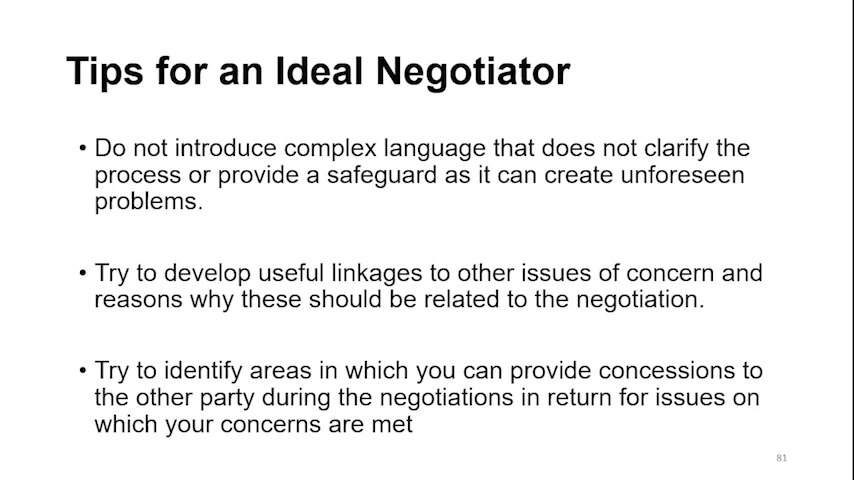 Tips for an Ideal Negotiator
• Do not introduce complex language that does not clarify the
process or provide a safeguard as it can create unforeseen
problems.
• Try to develop useful linkages to other issues of concern and
reasons why these should be related to the negotiation.
• Try to identify areas in which you can provide concessions to
the other party during the negotiations in return for issues on
which your concerns are met
81